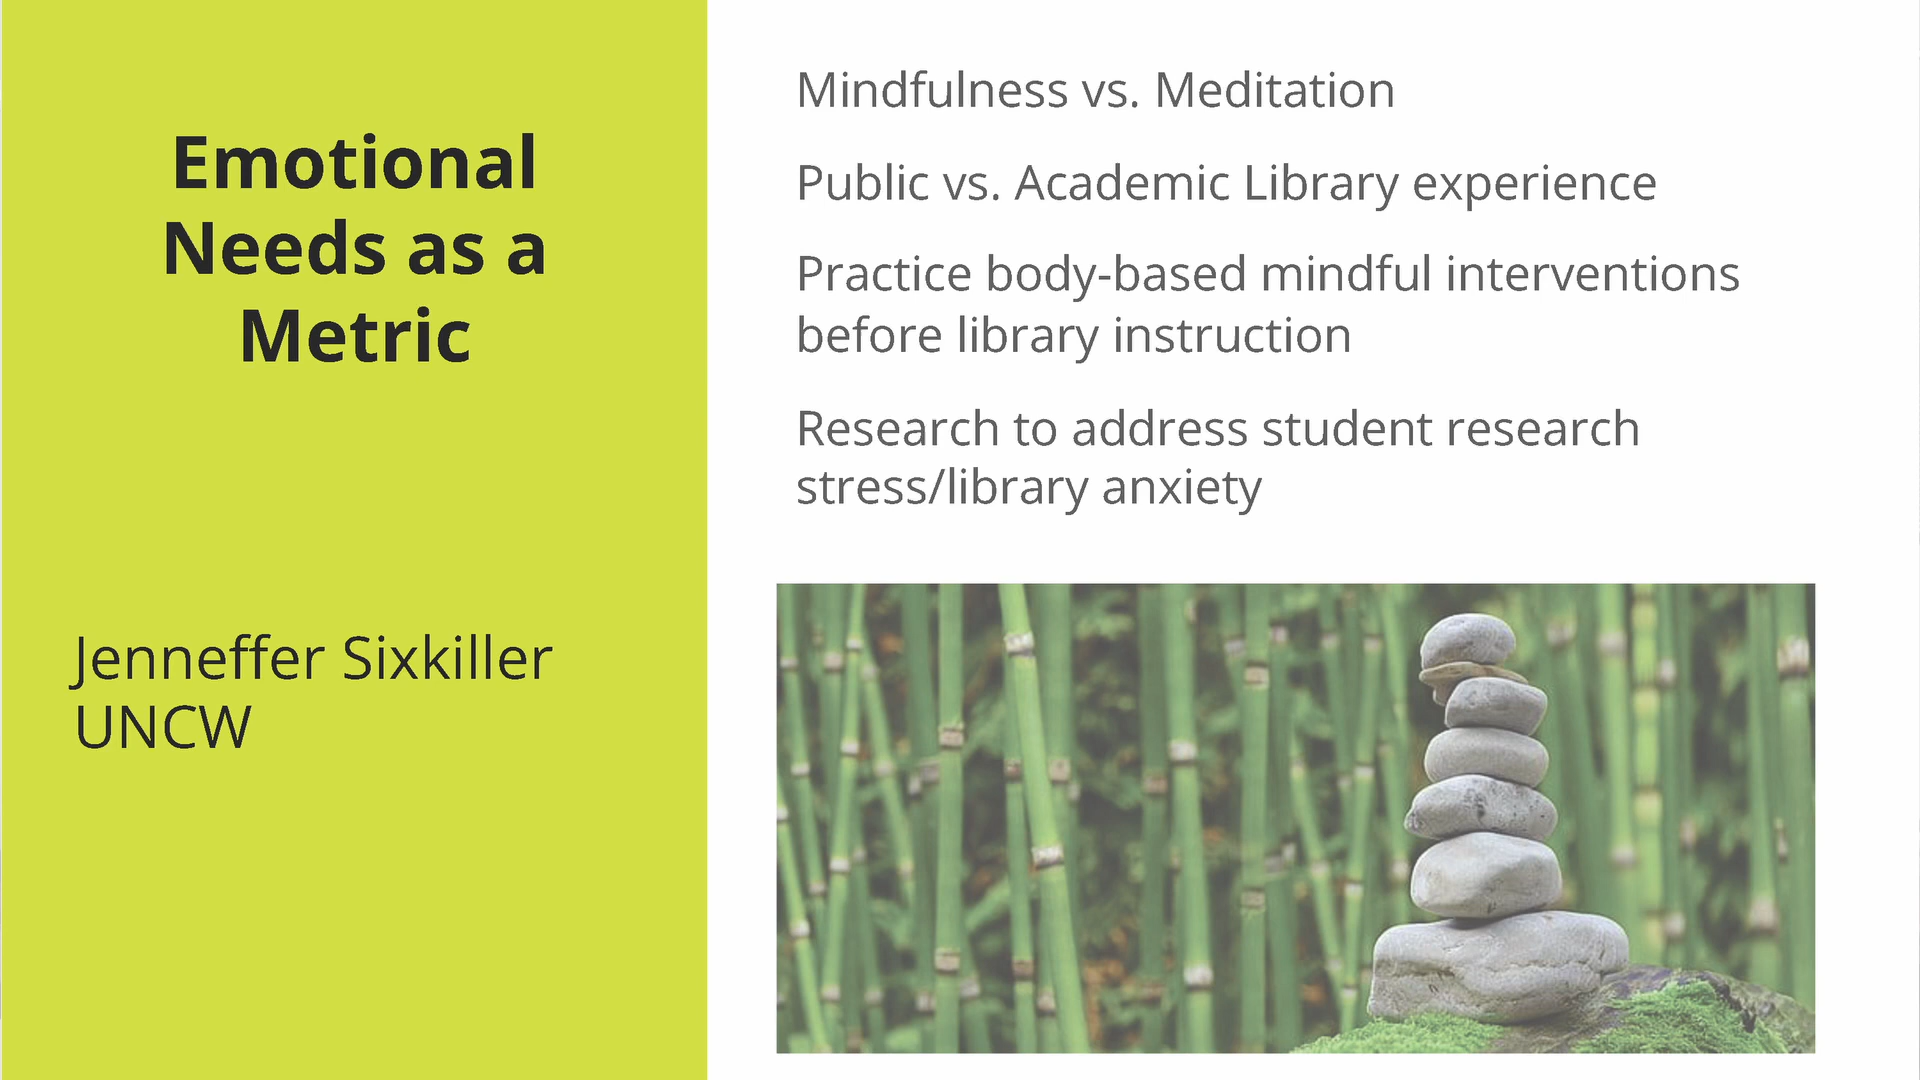 Emotional
Needs as a
Metric
Jenneffer Sixkiller
UNCW
Mindfulness vs. Meditation
Public vs. Academic Library experience
Practice body-based mindful interventions
before library instruction
Research to address student research
stress/library anxiety